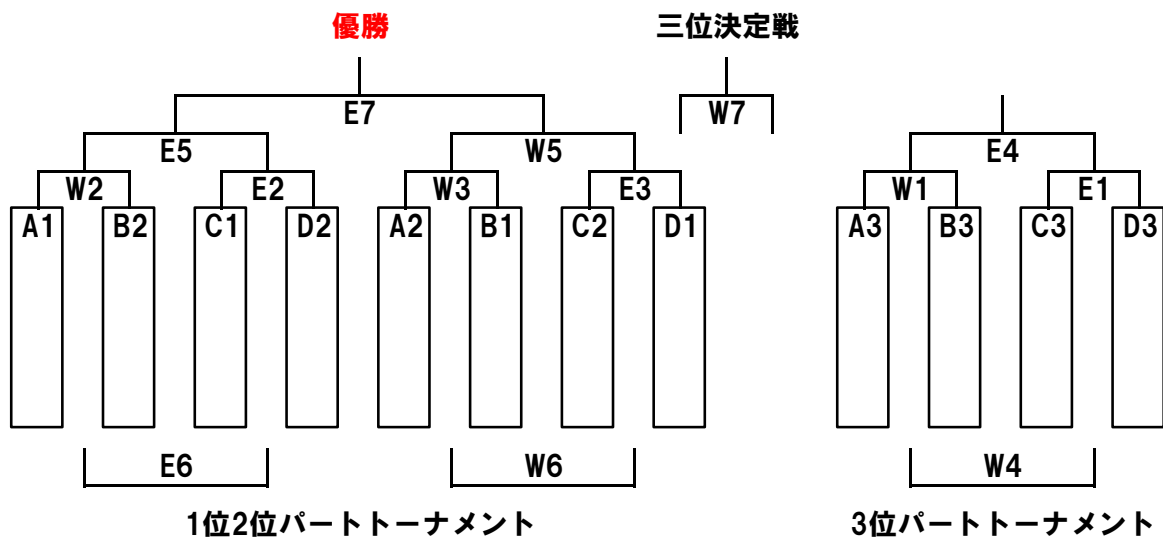 優勝 三位決定戦
E7 W7
E5 W5 E4
W2 E2 W3 E3 W1 E1
A1 B2 C1 D2 A2 B1 C2 D1 A3 B3 C3 D3
E6 W6 W4
1位2位パートトーナメント 3位パートトーナメント